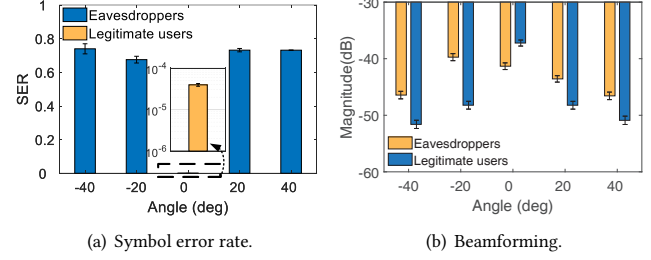 1
0.8
0.6
0.4
0.2
0
SER
Eavesdroppers
Legitimate users
10-4
10-5
10-6
-40 -20 0 20 40
Angle (deg)
(a) Symbol error rate.
-30
-40
-50
-60
Magnitude(dB)
Eavesdroppers
Legitimate users
-40 -20 0 20 40
Angle (deg)
(b) Beamforming.